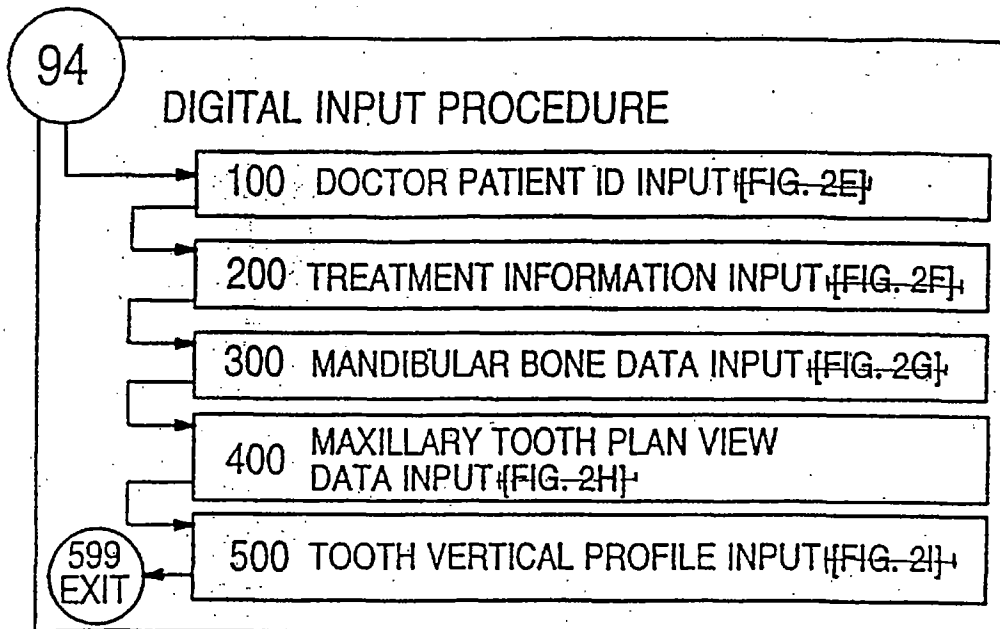 94
DIGITAL INPUT PROCEDURE
100 DOCTOR PATIENT ID INPUT [FIG. 2E]
200 TREATMENT INFORMATION INPUT [FIG. 2F]
300 MANDIBULAR BONE DATA INPUT [FIG. 2G]
400 MAXILLARY TOOTH PLAN VIEW
DATA INPUT [FIG. 2H]
500 TOOTH VERTICAL PROFILE INPUT [FIG. 2I]
599
EXIT